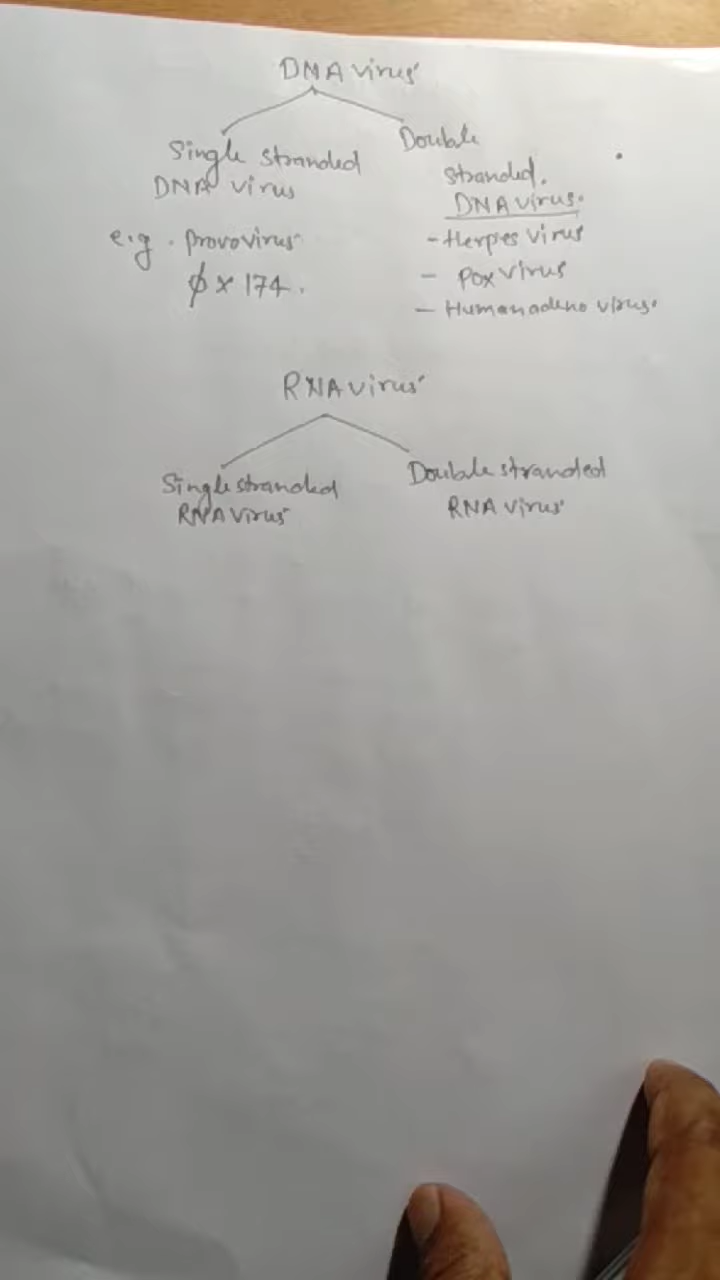 DNA virus
Single stranded
DNA virus
e.g. provovirus
ϕ x 174.
Double
stranded.
DNA virus.
- Herpes virus
- Pox virus
- Human adeno virus.
RNA virus
Single stranded
RNA virus
Double stranded
RNA virus